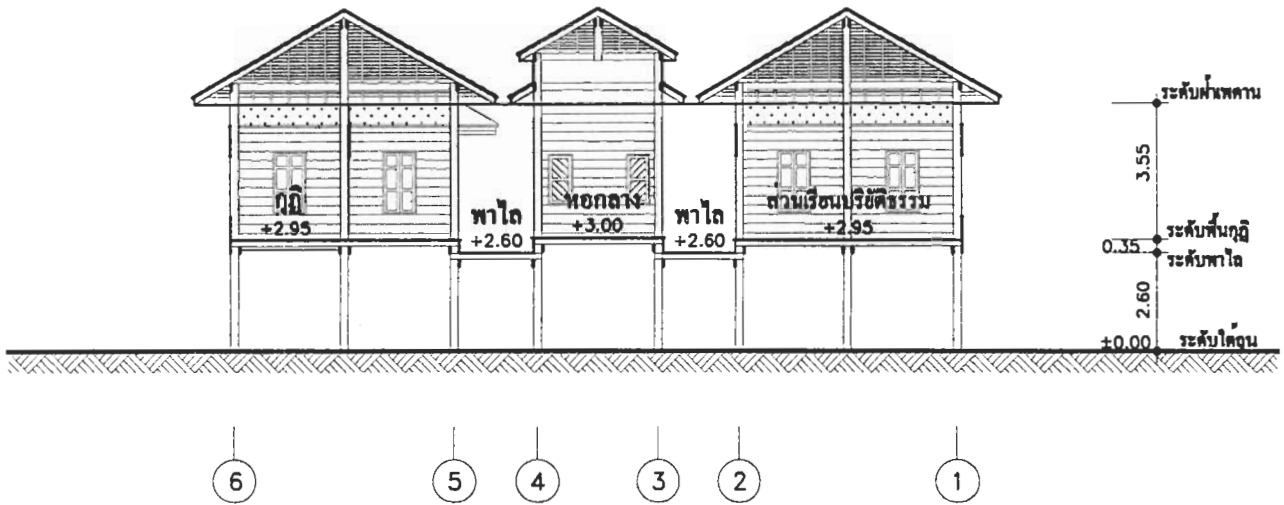 ระดับฝ้าเพดาน
3.55
กุฏิ
+2.95
พาไล
+2.60
หอกลาง
+3.00
พาไล
+2.60
ส่วนเรียนปริยัติธรรม
+2.95
ระดับพื้นกุฏิ
0.35
ระดับพาไล
2.60
±0.00
ระดับใต้ถุน
6
5
4
3
2
1